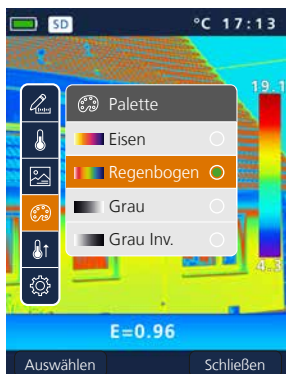 SD °C 17:13
19.1
Palette
Eisen
Regenbogen
Grau
Grau Inv.
4.3
E=0.96
Auswählen Schließen